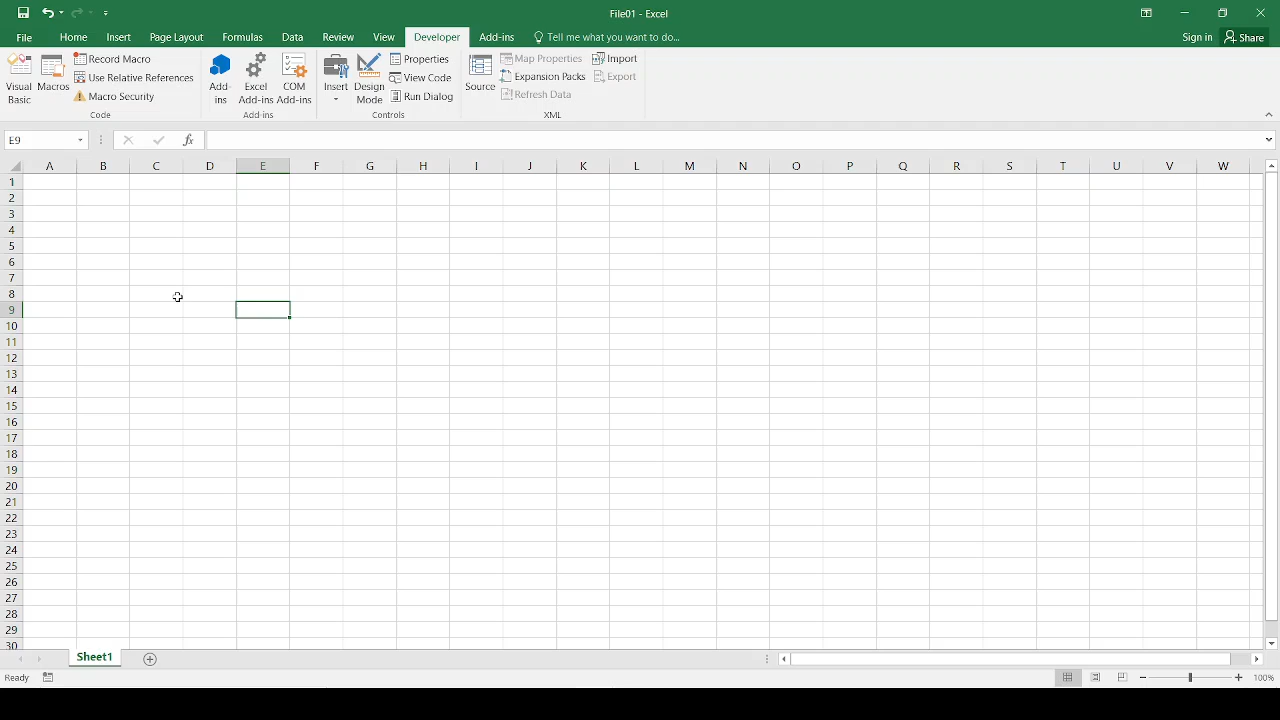 File01 - Excel
File Home Insert Page Layout Formulas Data Review View Developer Add-ins Tell me what you want to do... Sign in Share
Visual Basic
Macros
Record Macro
Use Relative References
Macro Security
Code
Add-ins
Excel Add-ins
COM Add-ins
Add-ins
Insert
Design Mode
Properties
View Code
Run Dialog
Controls
Source
Map Properties
Expansion Packs
Refresh Data
Import
Export
XML
E9 fx
A B C D E F G H I J K L M N O P Q R S T U V W
1
2
3
4
5
6
7
8
9
10
11
12
13
14
15
16
17
18
19
20
21
22
23
24
25
26
27
28
29
30
Sheet1
Ready 100%